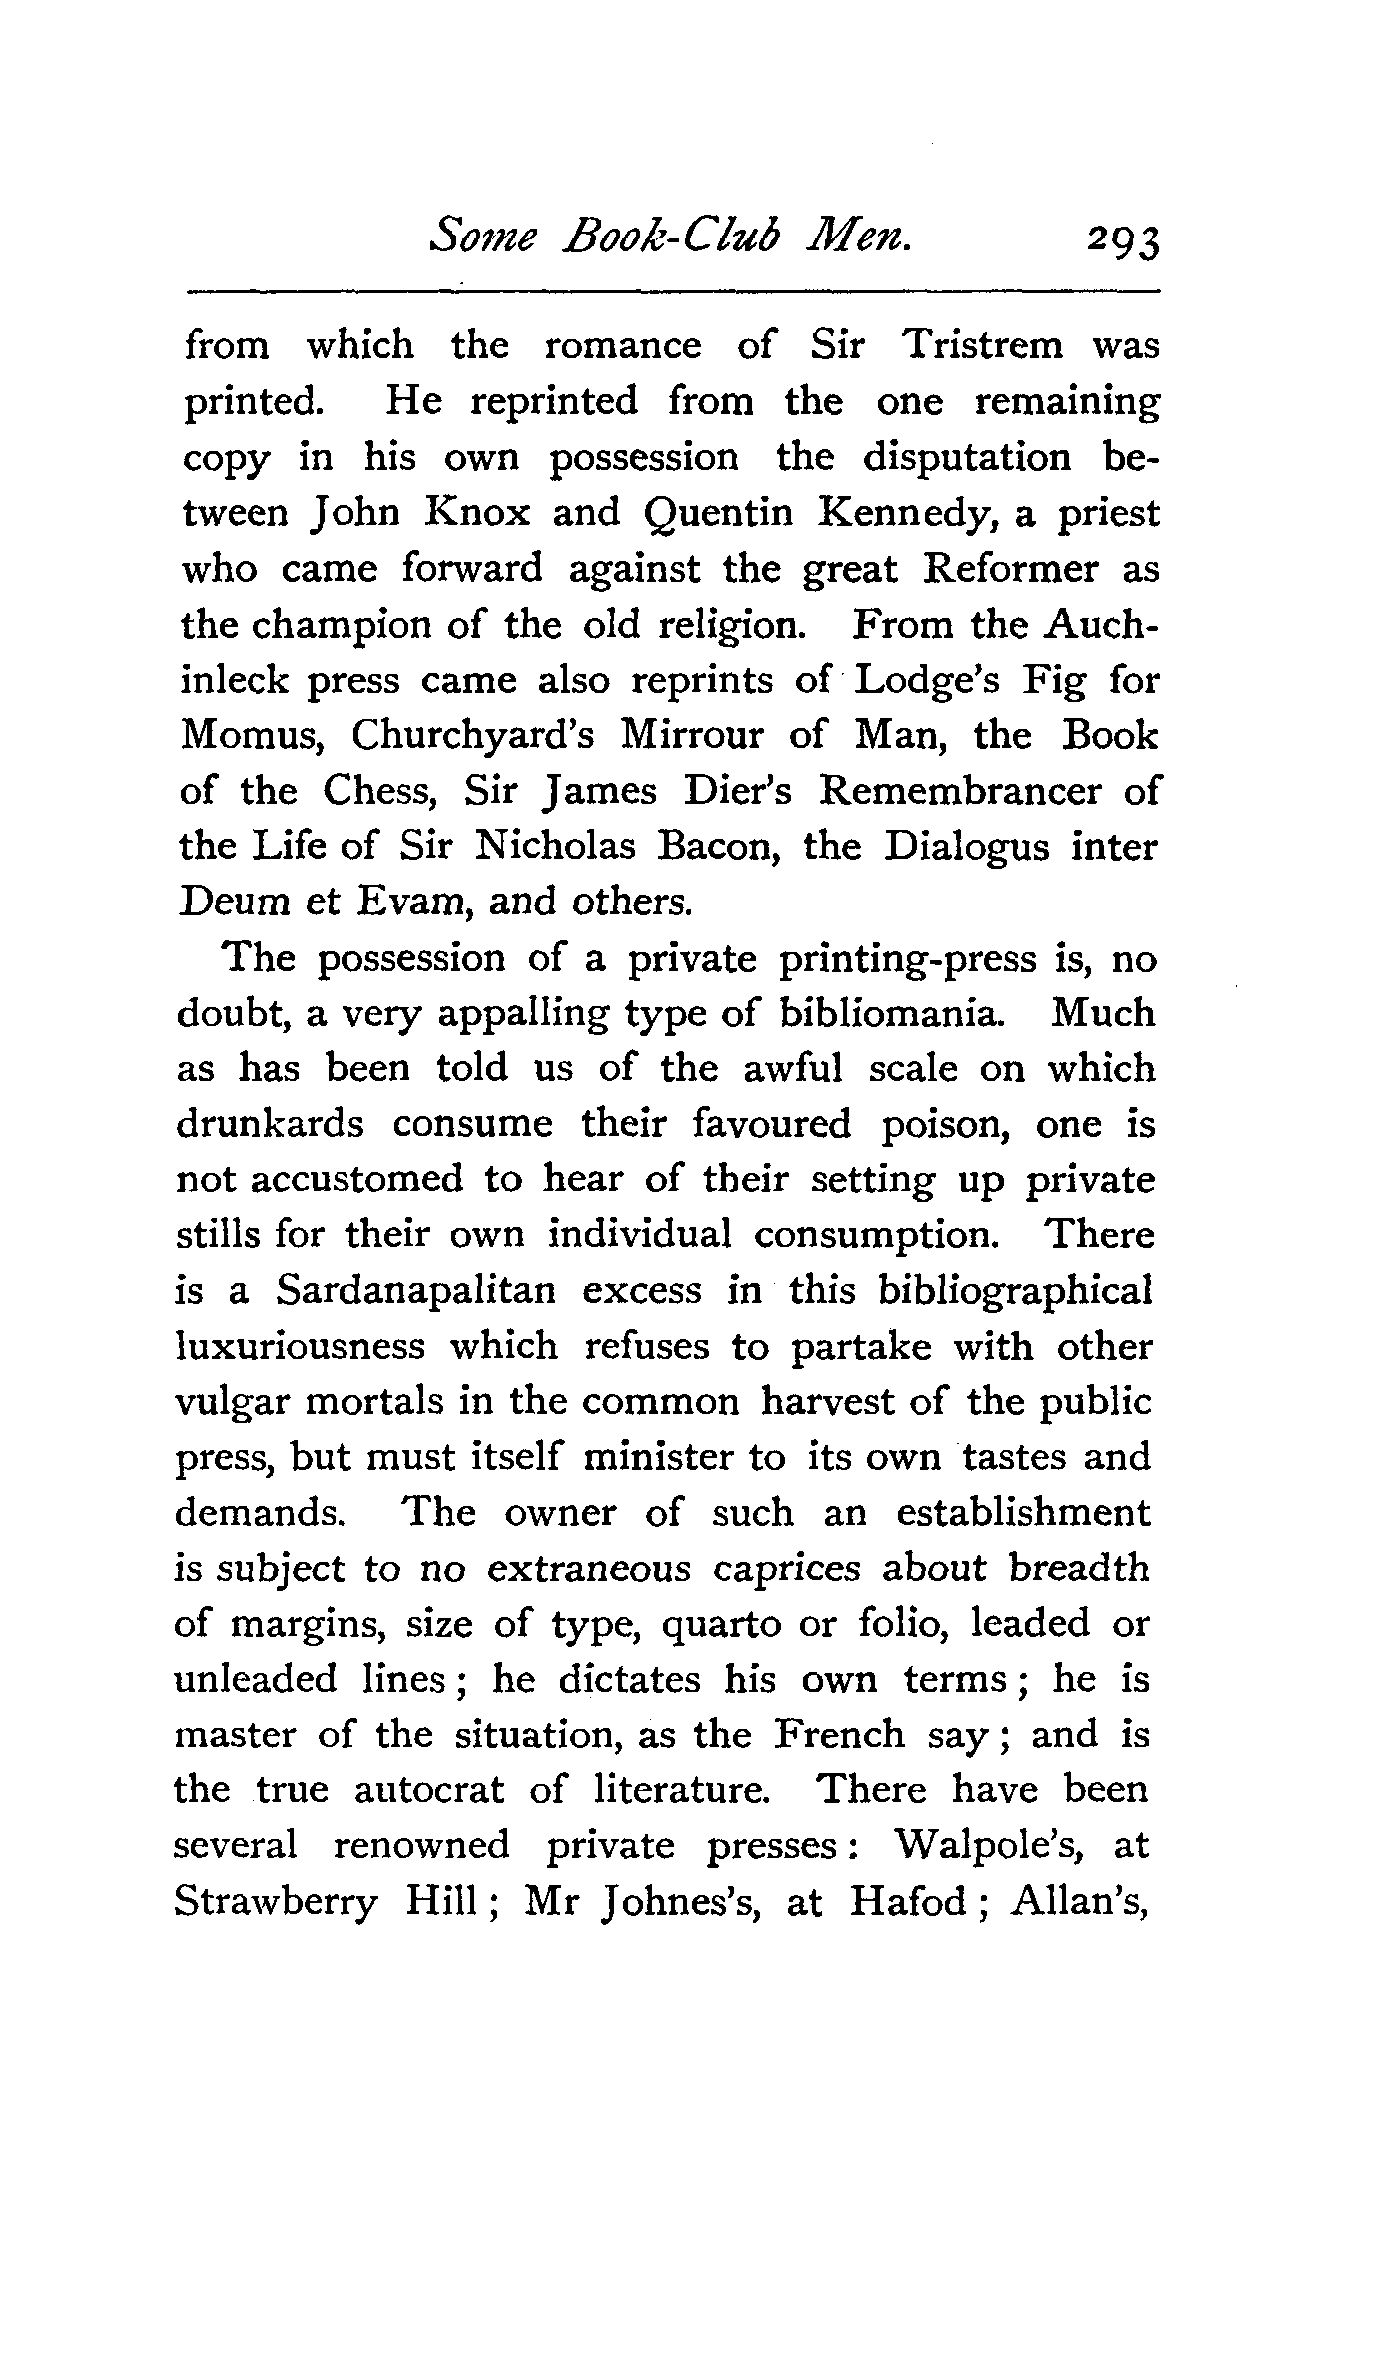 Some Book-Club Men. 293
from which the romance of Sir Tristrem was
printed. He reprinted from the one remaining
copy in his own possession the disputation be-
tween John Knox and Quentin Kennedy, a priest
who came forward against the great Reformer as
the champion of the old religion. From the Auch-
inleck press came also reprints of Lodge's Fig for
Momus, Churchyard's Mirrour of Man, the Book
of the Chess, Sir James Dier's Remembrancer of
the Life of Sir Nicholas Bacon, the Dialogus inter
Deum et Evam, and others.
The possession of a private printing-press is, no
doubt, a very appalling type of bibliomania. Much
as has been told us of the awful scale on which
drunkards consume their favoured poison, one is
not accustomed to hear of their setting up private
stills for their own individual consumption. There
is a Sardanapalitan excess in this bibliographical
luxuriousness which refuses to partake with other
vulgar mortals in the common harvest of the public
press, but must itself minister to its own tastes and
demands. The owner of such an establishment
is subject to no extraneous caprices about breadth
of margins, size of type, quarto or folio, leaded or
unleaded lines ; he dictates his own terms ; he is
master of the situation, as the French say ; and is
the true autocrat of literature. There have been
several renowned private presses : Walpole's, at
Strawberry Hill ; Mr Johnes's, at Hafod ; Allan's,